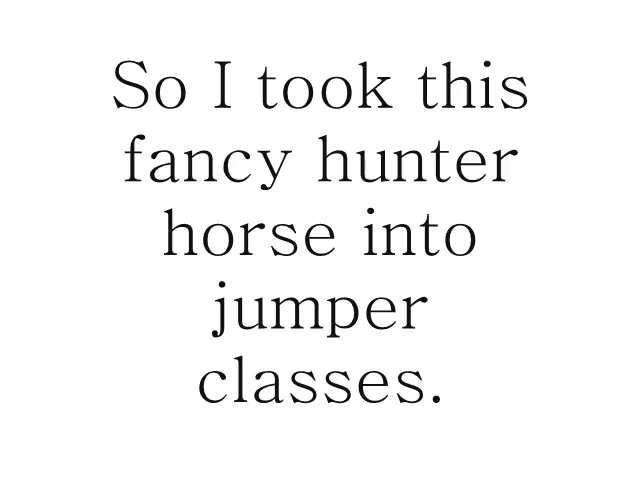 So I took this
fancy hunter
horse into
jumper
classes.